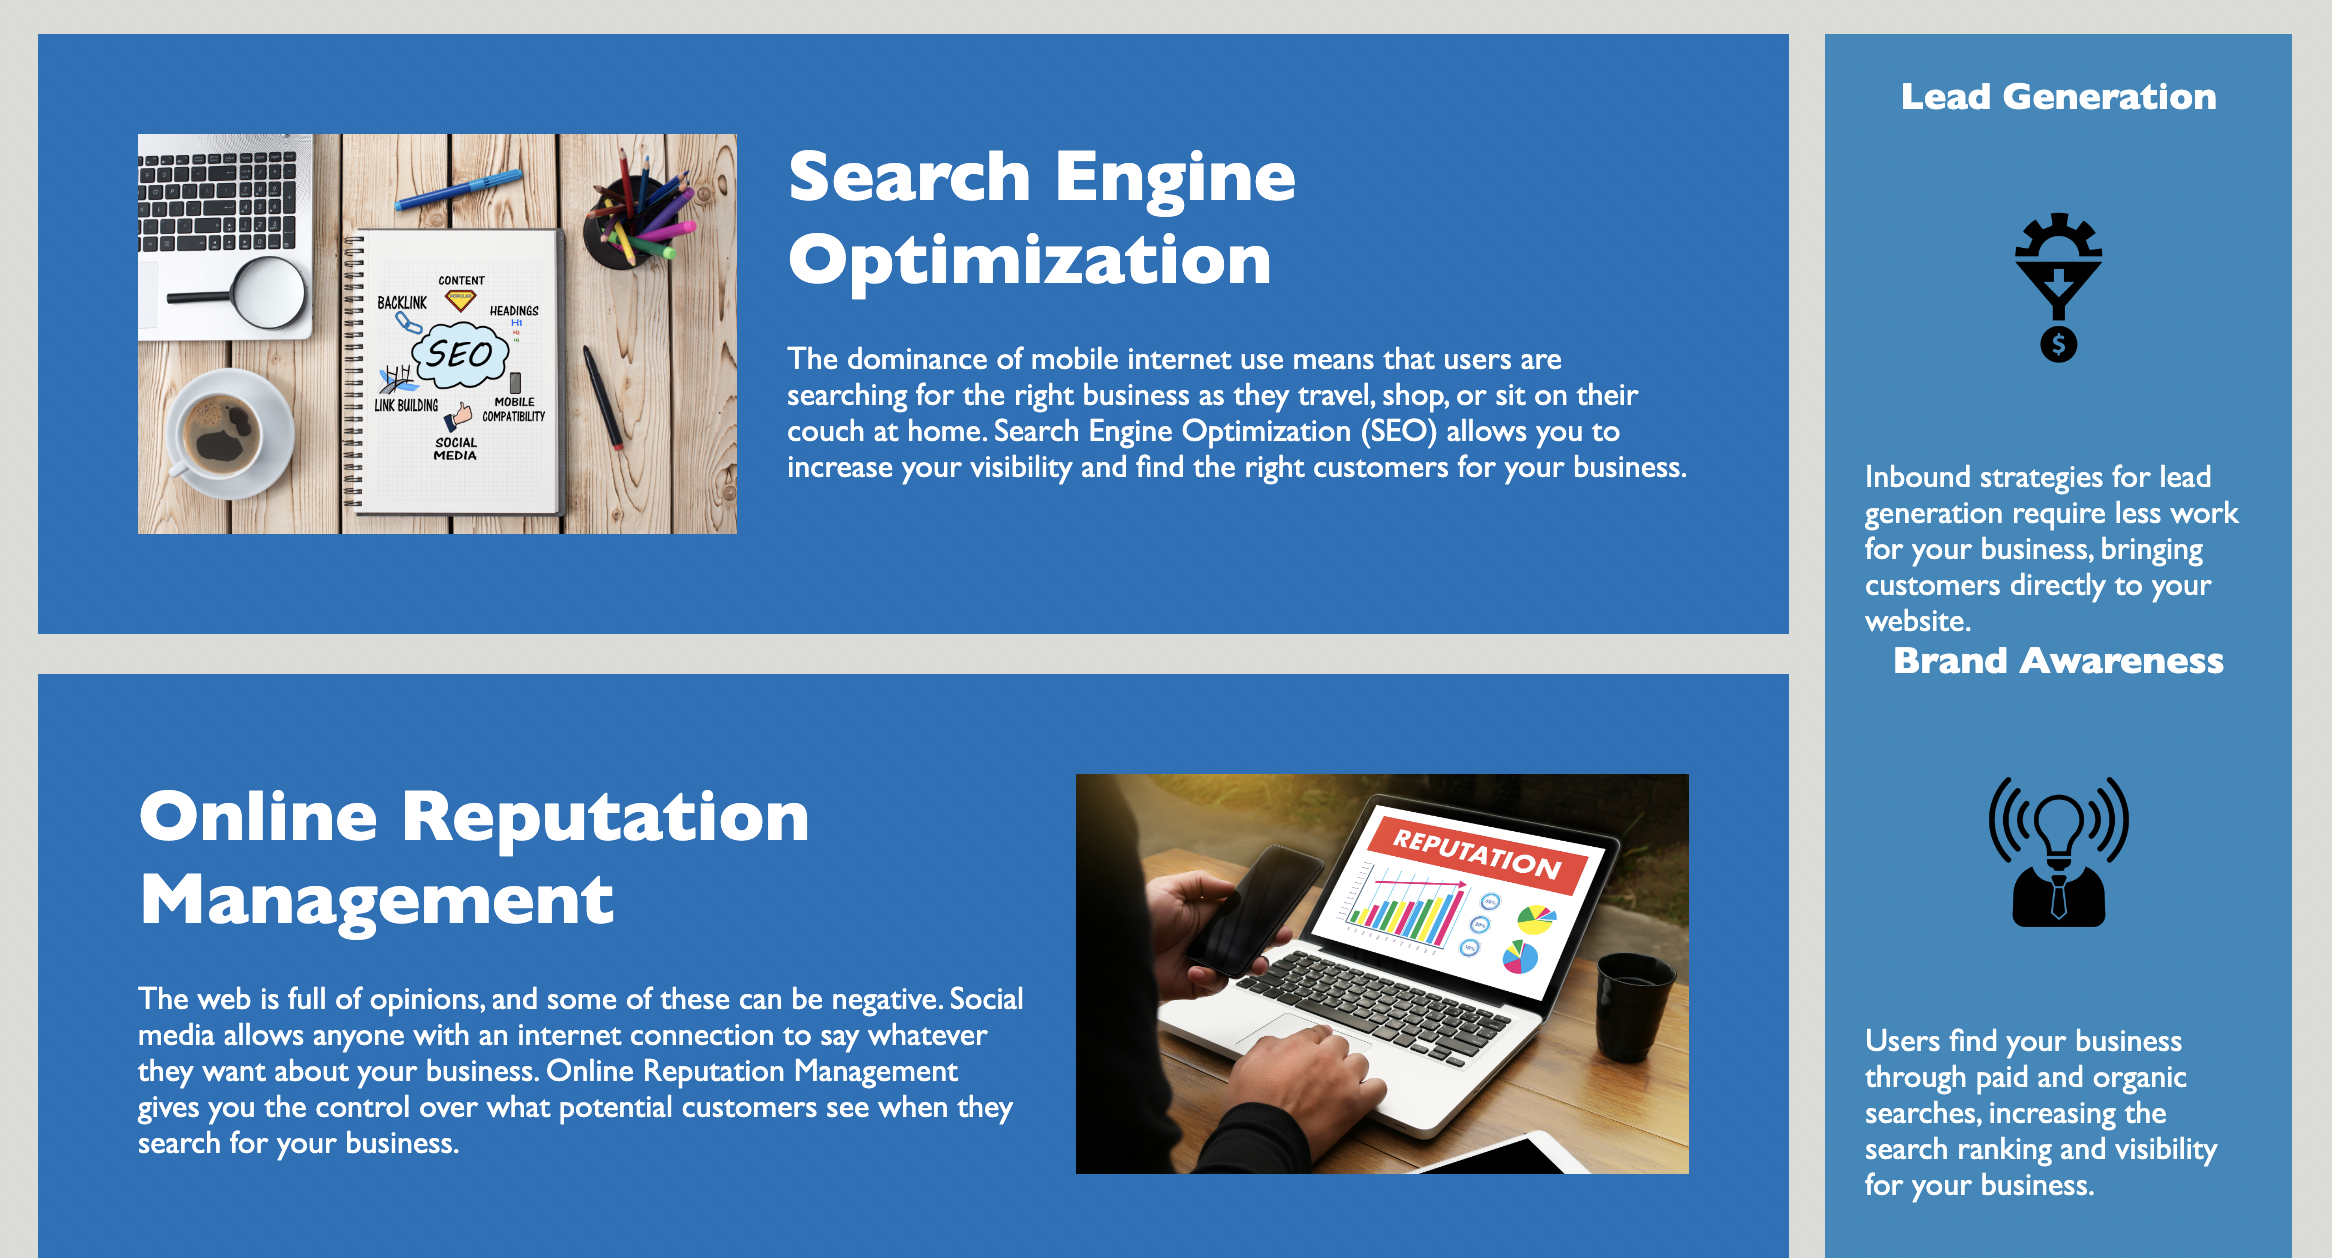 Search Engine
Optimization
The dominance of mobile internet use means that users are
searching for the right business as they travel, shop, or sit on their
couch at home. Search Engine Optimization (SEO) allows you to
increase your visibility and find the right customers for your business.
CONTENT
POPULAR
BACKLINK
HEADINGS
H1
H2
H3
SEO
LINK BUILDING
MOBILE
COMPATIBILITY
SOCIAL
MEDIA
Online Reputation
Management
The web is full of opinions, and some of these can be negative. Social
media allows anyone with an internet connection to say whatever
they want about your business. Online Reputation Management
gives you the control over what potential customers see when they
search for your business.
REPUTATION
Lead Generation
$
Inbound strategies for lead
generation require less work
for your business, bringing
customers directly to your
website.
Brand Awareness
Users find your business
through paid and organic
searches, increasing the
search ranking and visibility
for your business.